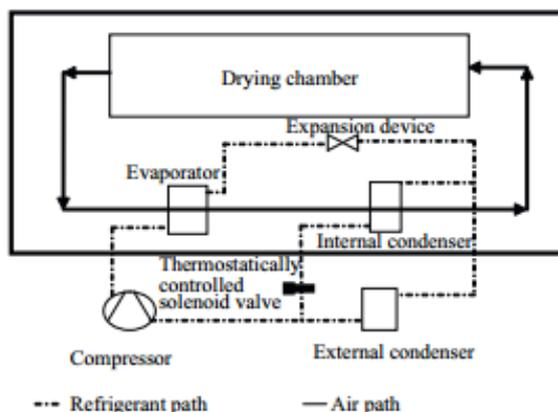 Drying chamber
Expansion device
Evaporator
Internal condenser
Thermostatically
controlled
solenoid valve
Compressor
External condenser
Refrigerant path
Air path